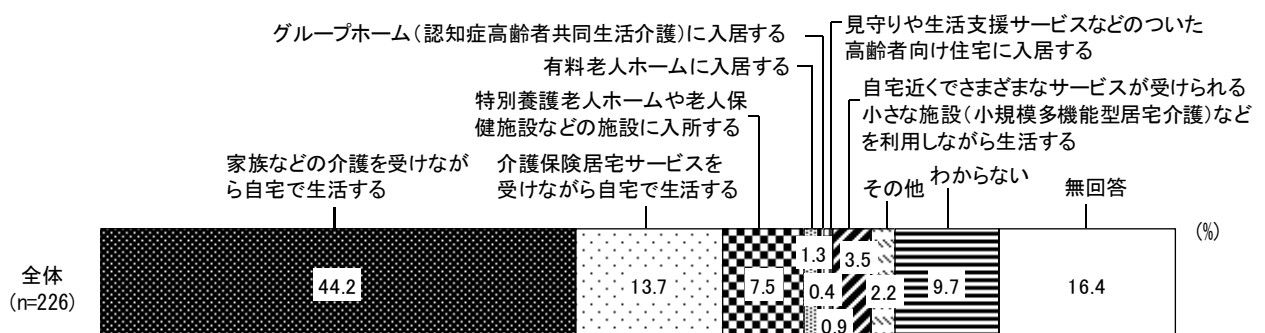 グループホーム（認知症高齢者共同生活介護）に入居する
見守りや生活支援サービスなどのついた
高齢者向け住宅に入居する
有料老人ホームに入居する
自宅近くでさまざまなサービスが受けられる
小さな施設（小規模多機能型居宅介護）など
を利用しながら生活する
特別養護老人ホームや老人保
健施設などの施設に入所する
家族などの介護を受けなが
ら自宅で生活する
介護保険居宅サービスを
受けながら自宅で生活する
その他
わからない
無回答
(%)
全体
(n=226)
44.2
13.7
7.5
1.3
0.4
0.9
3.5
2.2
9.7
16.4